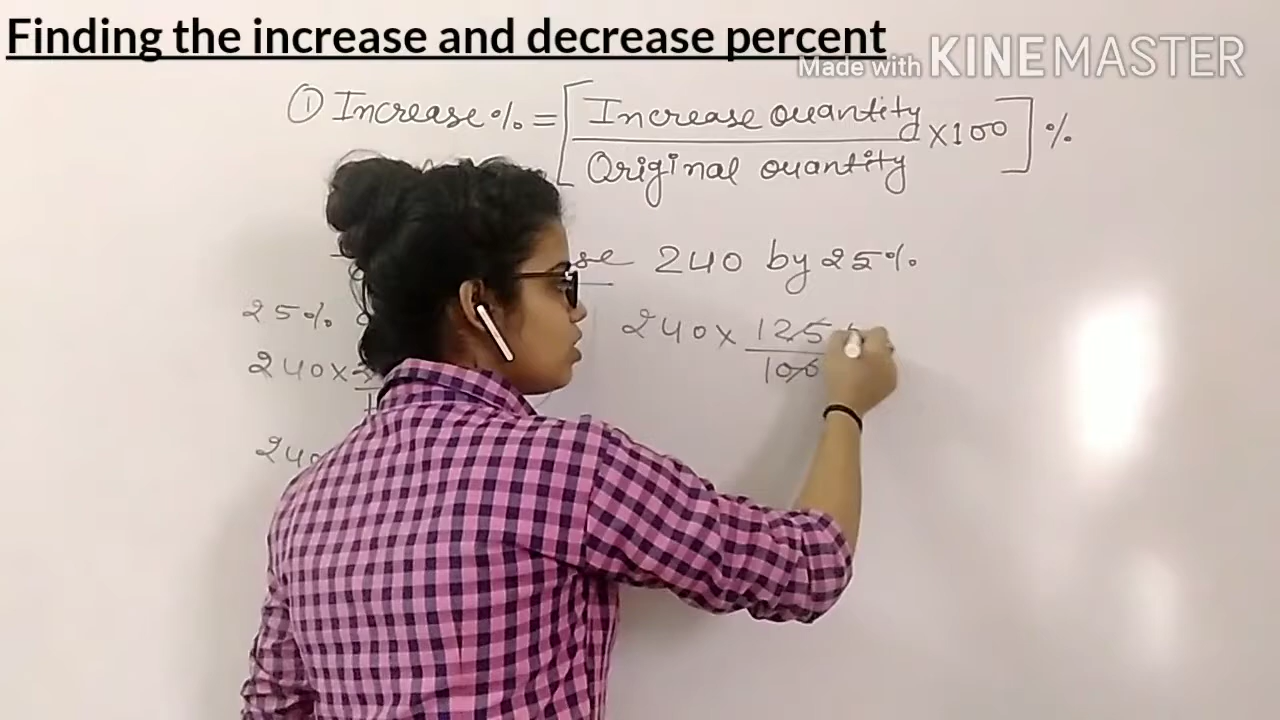 Finding the increase and decrease percent
Made with KINEMASTER
① Increase % = [Increase quantity / Original quantity × 100] %
240 by 25%
25%
240 × 125 / 100
240 ×
240